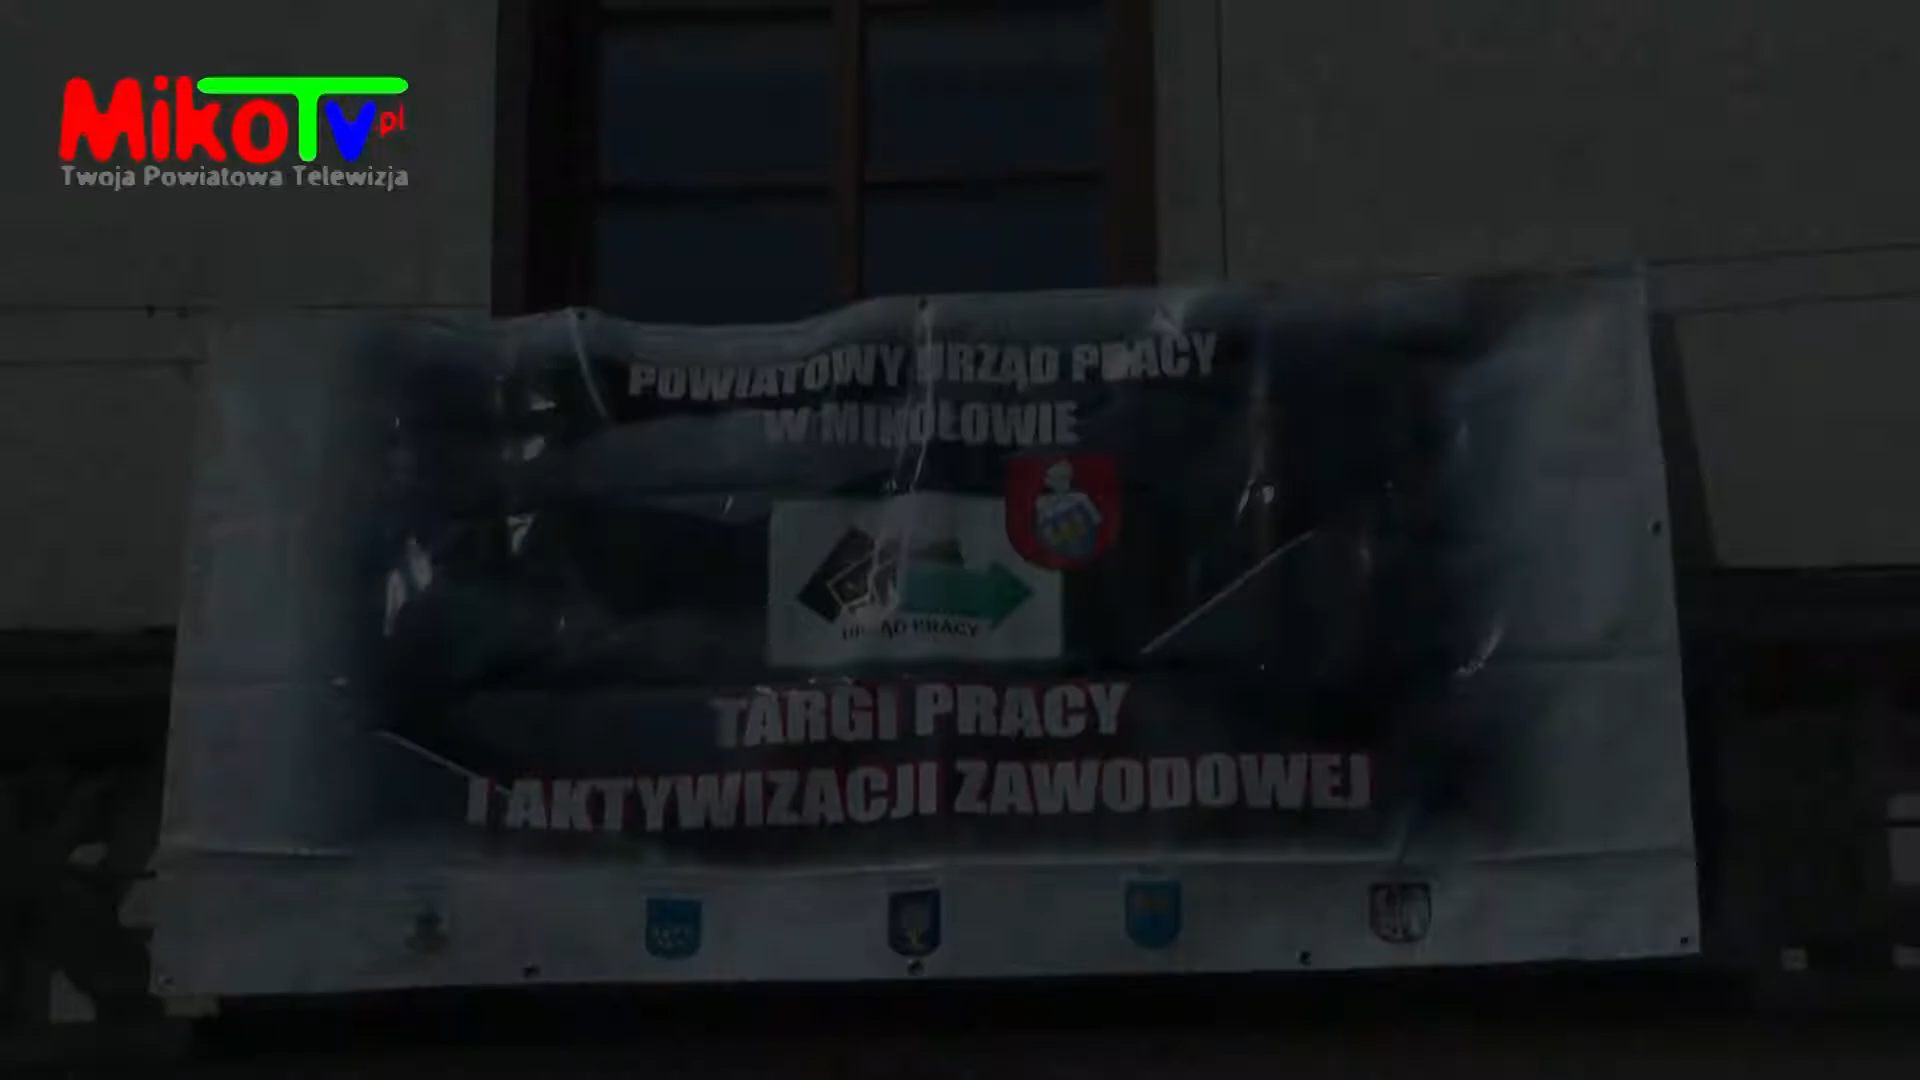 MikoTv.pl
Twoja Powiatowa Telewizja
POWIATOWY URZĄD PRACY
W MIKOŁOWIE
URZĄD PRACY
TARGI PRACY
I AKTYWIZACJI ZAWODOWEJ